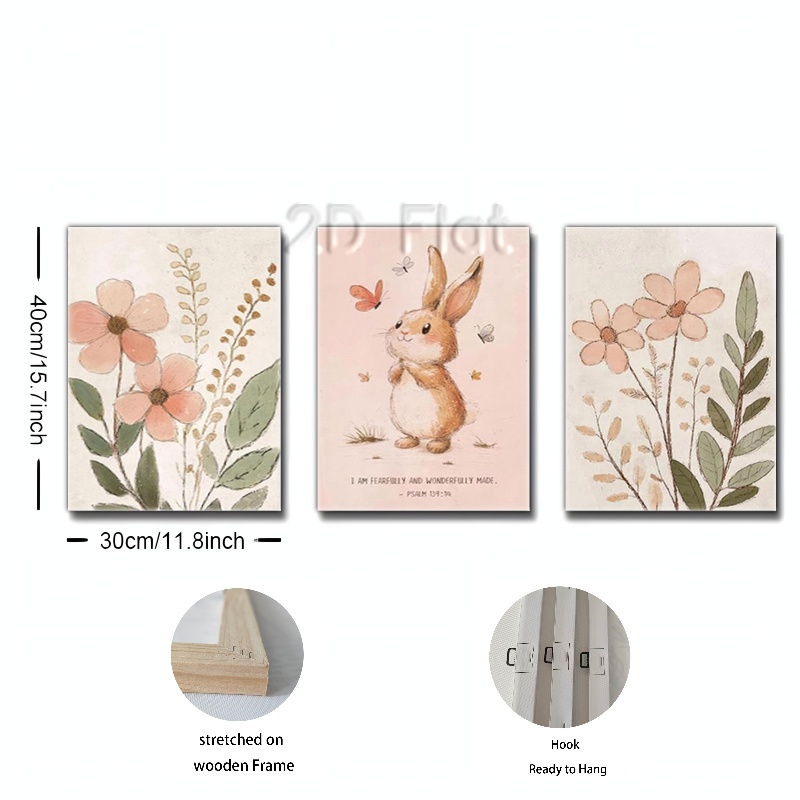 2D Flat
40cm/15.7inch
I AM FEARFULLY AND WONDERFULLY MADE.
- PSALM 139:14
30cm/11.8inch
stretched on
wooden Frame
Hook
Ready to Hang